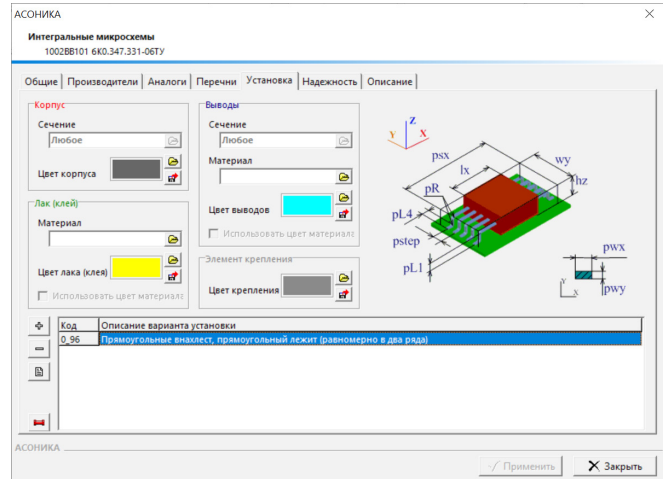 АСОНИКА
Интегральные микросхемы
1002ВВ101 6К0.347.331-06ТУ
Общие Производители Аналоги Перечни Установка Надежность Описание
Корпус
Сечение
Любое
Цвет корпуса
Выводы
Сечение
Любое
Материал
Цвет выводов
Использовать цвет материала
Лак (клей)
Материал
Цвет лака (клея)
Использовать цвет материала
Элемент крепления
Цвет крепления
Z
Y X
psx
lx
wy
hz
pR
pL4
pstep
pL1
pwx
Y
X
pwy
Код Описание варианта установки
0_96 Прямоугольные внахлест, прямоугольный лежит (равномерно в два ряда)
АСОНИКА
Применить Закрыть